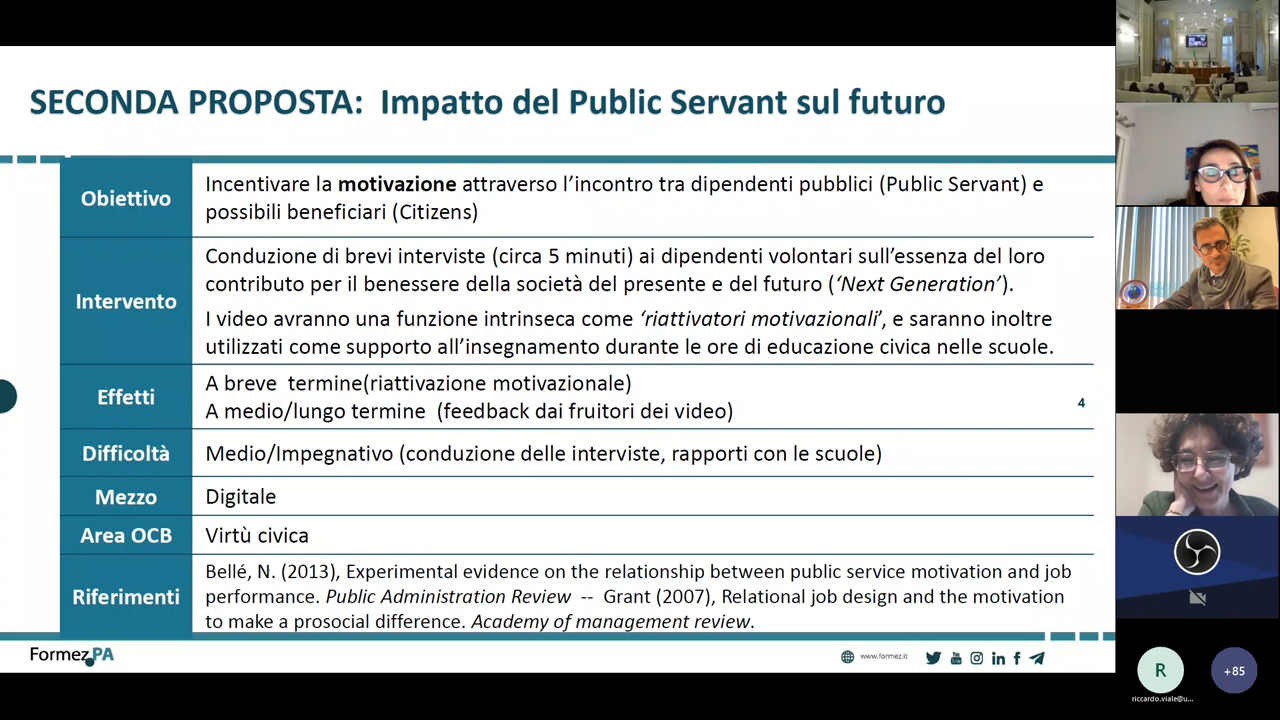 SECONDA PROPOSTA: Impatto del Public Servant sul futuro
Obiettivo
Incentivare la motivazione attraverso l'incontro tra dipendenti pubblici (Public Servant) e
possibili beneficiari (Citizens)
Intervento
Conduzione di brevi interviste (circa 5 minuti) ai dipendenti volontari sull'essenza del loro
contributo per il benessere della società del presente e del futuro ('Next Generation').
I video avranno una funzione intrinseca come 'riattivatori motivazionali', e saranno inoltre
utilizzati come supporto all'insegnamento durante le ore di educazione civica nelle scuole.
Effetti
A breve  termine(riattivazione motivazionale)
A medio/lungo termine  (feedback dai fruitori dei video)
4
Difficoltà
Medio/Impegnativo (conduzione delle interviste, rapporti con le scuole)
Mezzo
Digitale
Area OCB
Virtù civica
Riferimenti
Bellé, N. (2013), Experimental evidence on the relationship between public service motivation and job
performance. Public Administration Review  --  Grant (2007), Relational job design and the motivation
to make a prosocial difference. Academy of management review.
Formez PA
www.formez.it
R
+85
riccardo.viale@u...